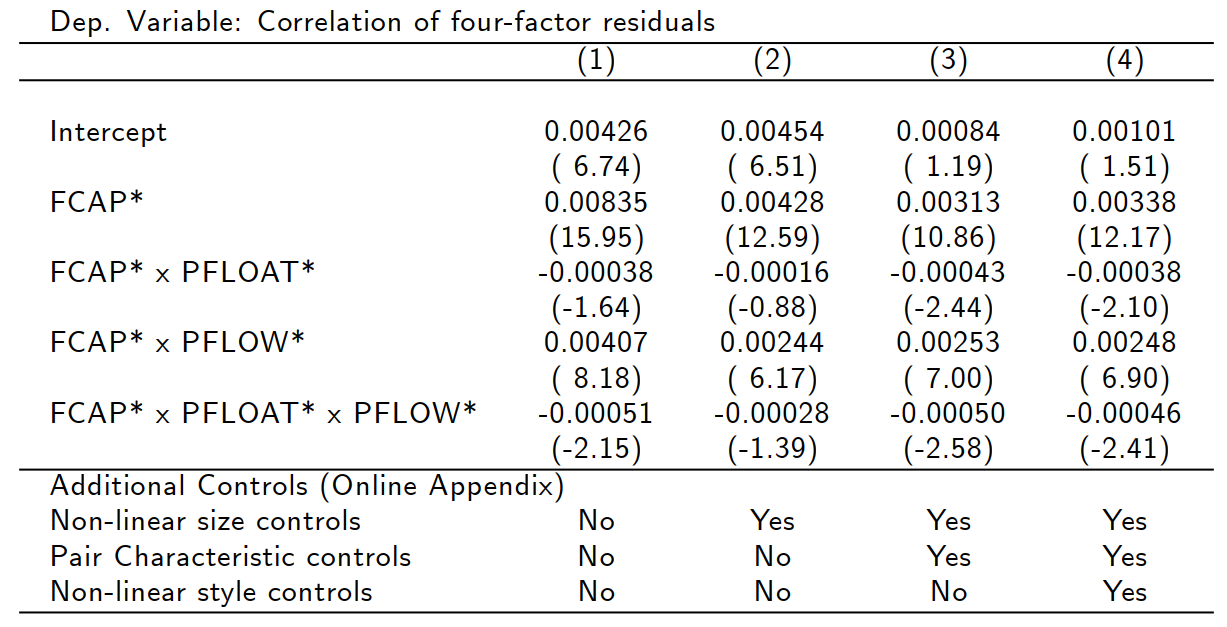 Dep. Variable: Correlation of four-factor residuals
(1) (2) (3) (4)
Intercept 0.00426 0.00454 0.00084 0.00101
( 6.74) ( 6.51) ( 1.19) ( 1.51)
FCAP* 0.00835 0.00428 0.00313 0.00338
(15.95) (12.59) (10.86) (12.17)
FCAP* x PFLOAT* -0.00038 -0.00016 -0.00043 -0.00038
(-1.64) (-0.88) (-2.44) (-2.10)
FCAP* x PFLOW* 0.00407 0.00244 0.00253 0.00248
( 8.18) ( 6.17) ( 7.00) ( 6.90)
FCAP* x PFLOAT* x PFLOW* -0.00051 -0.00028 -0.00050 -0.00046
(-2.15) (-1.39) (-2.58) (-2.41)
Additional Controls (Online Appendix)
Non-linear size controls No Yes Yes Yes
Pair Characteristic controls No No Yes Yes
Non-linear style controls No No No Yes